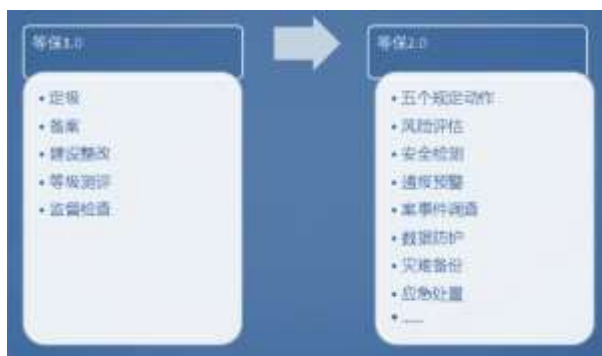 等保1.0
• 定级
• 备案
• 建设整改
• 等级测评
• 监督检查
等保2.0
• 五个规定动作
• 风险评估
• 安全检测
• 通报预警
• 案事件调查
• 数据防护
• 灾难备份
• 应急处置
• ......